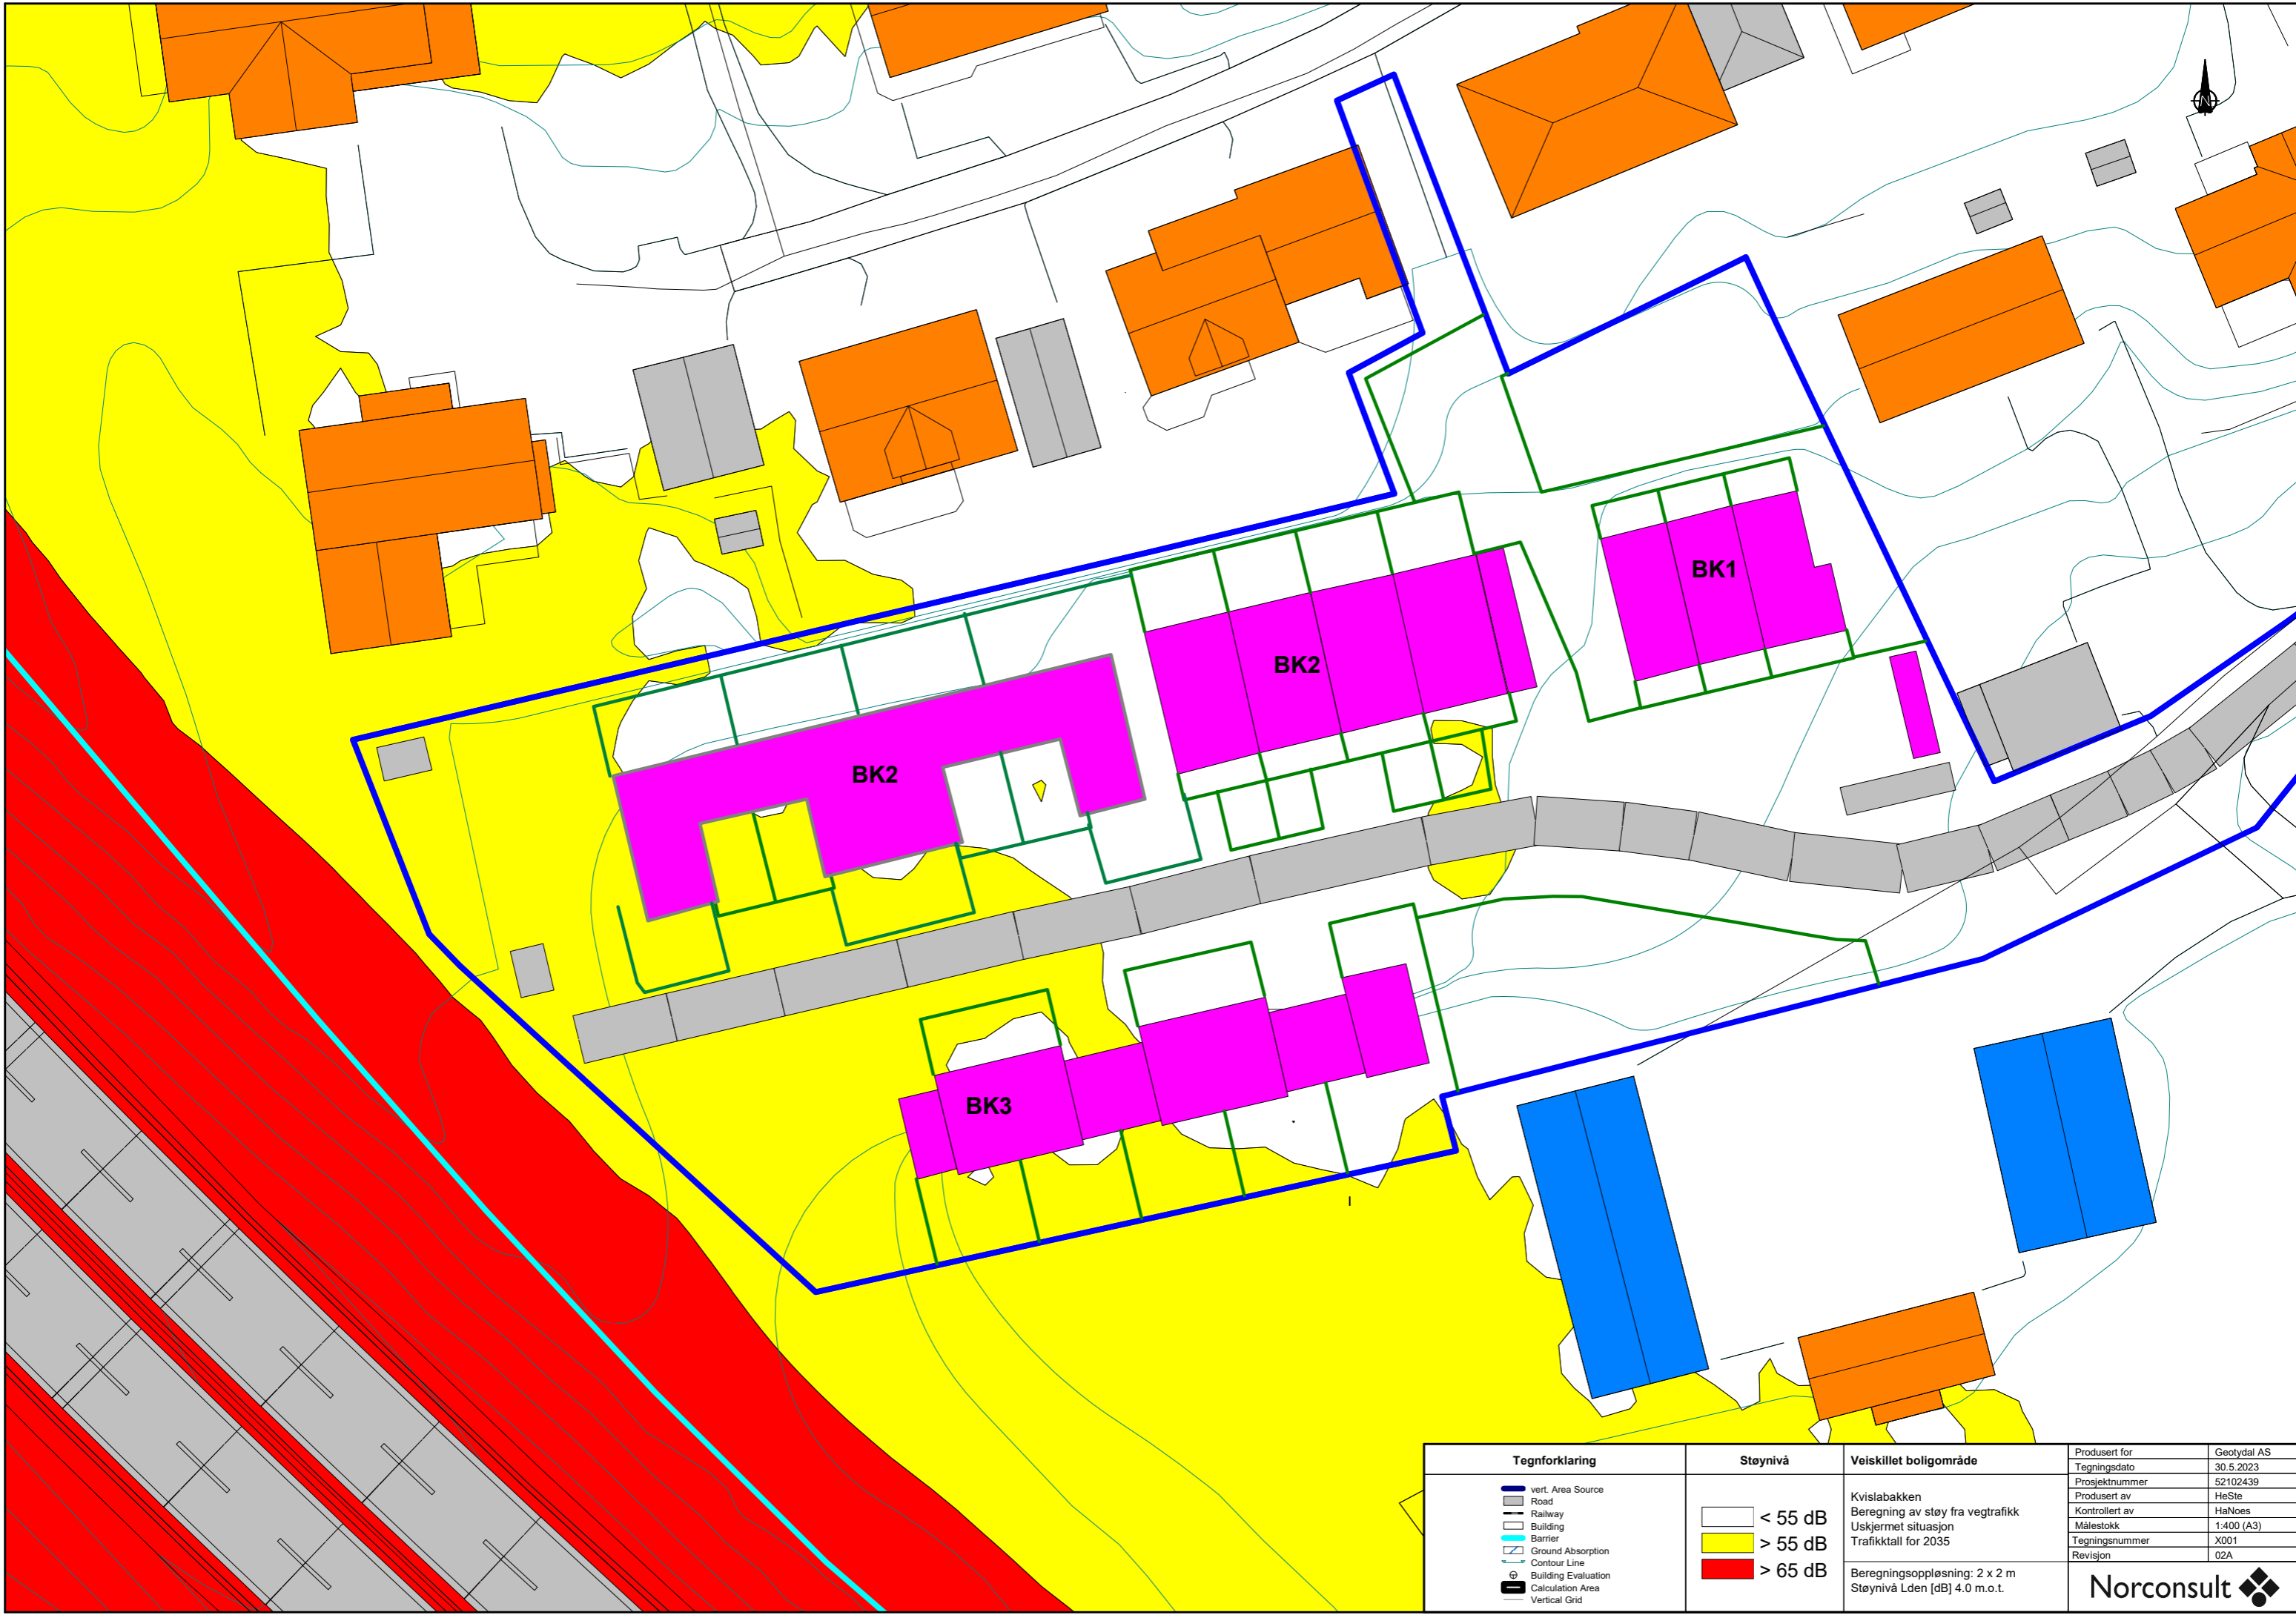 N
BK1
BK2
BK2
BK3
Tegnforklaring
vert. Area Source
Road
Railway
Building
Barrier
Ground Absorption
Contour Line
Building Evaluation
Calculation Area
Vertical Grid
Støynivå
< 55 dB
> 55 dB
> 65 dB
Veiskillet boligområde
Kvislabakken
Beregning av støy fra vegtrafikk
Uskjermet situasjon
Trafikktall for 2035
Beregningsoppløsning: 2 x 2 m
Støynivå Lden [dB] 4.0 m.o.t.
Produsert for Geotydal AS
Tegningsdato 30.5.2023
Prosjektnummer 52102439
Produsert av HeSte
Kontrollert av HaNoes
Målestokk 1:400 (A3)
Tegningsnummer X001
Revisjon 02A
Norconsult